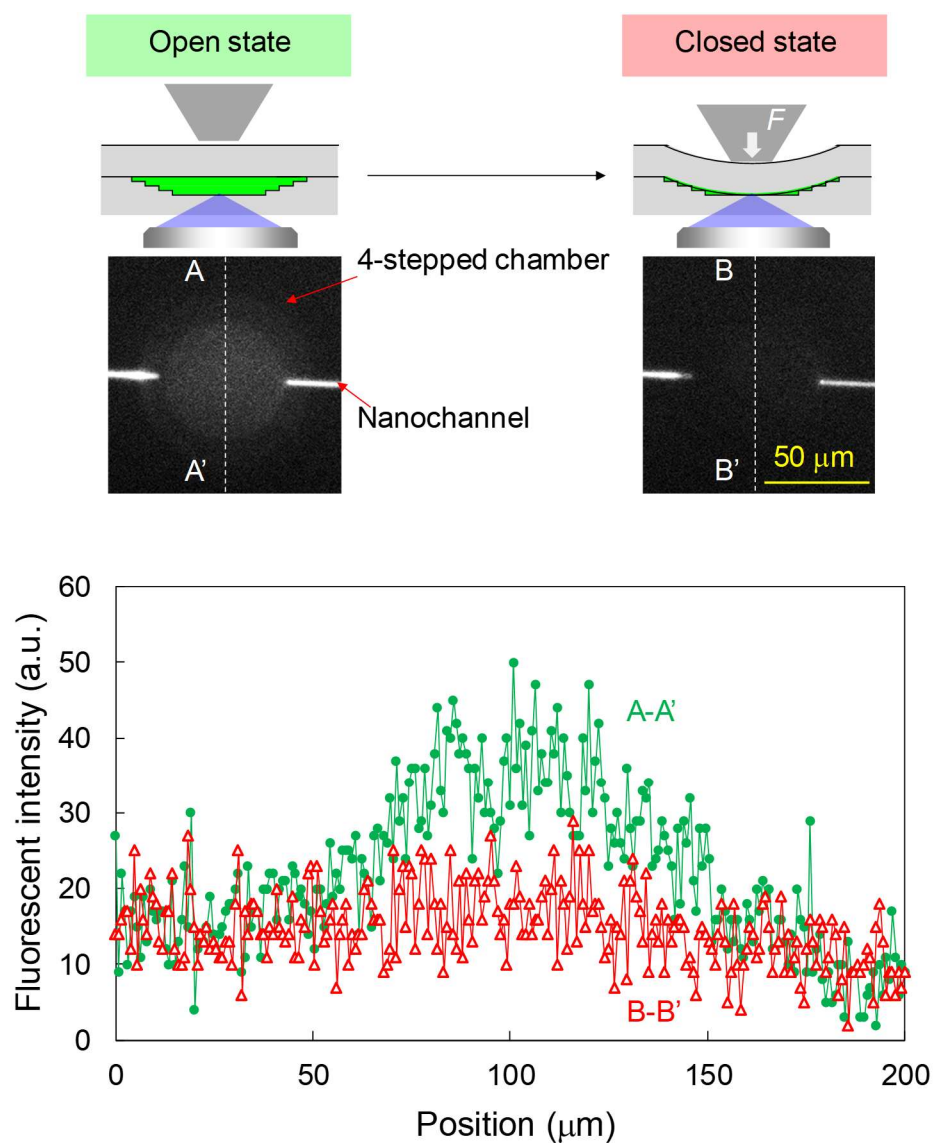 Open state
Closed state
F
A
4-stepped chamber
B
Nanochannel
A’
B’
50 μm
60
50
40
30
20
10
0
Fluorescent intensity (a.u.)
A-A’
B-B’
0
50
100
150
200
Position (μm)